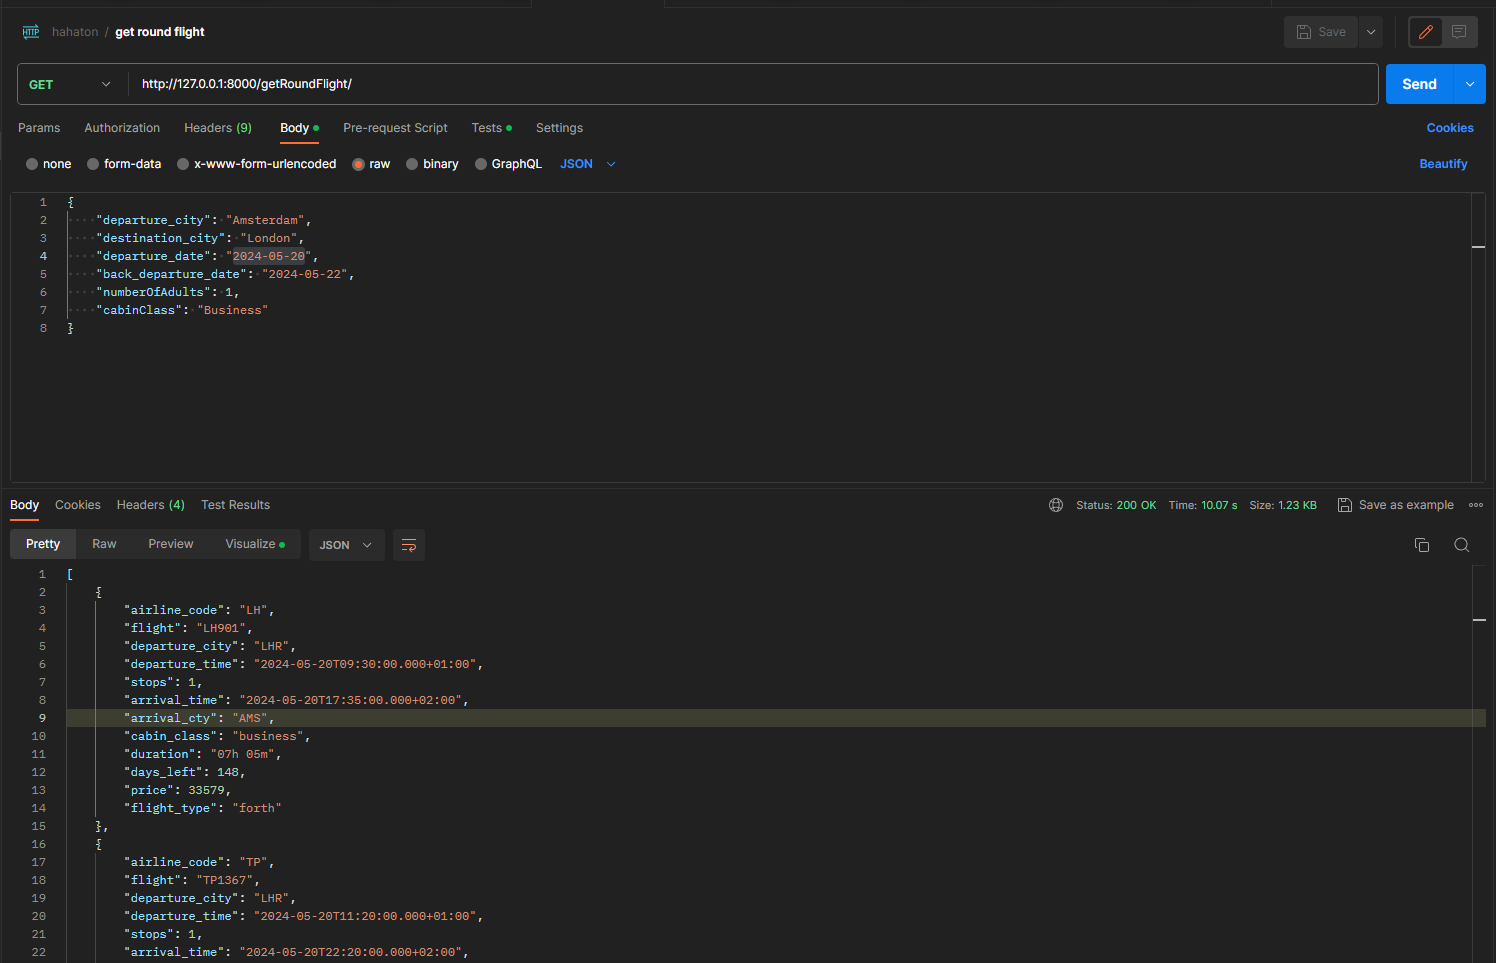 HTTP hahaton / get round flight Save
GET http://127.0.0.1:8000/getRoundFlight/ Send
Params Authorization Headers (9) Body Pre-request Script Tests Settings Cookies
none form-data x-www-form-urlencoded raw binary GraphQL JSON Beautify
1 {
2 "departure_city": "Amsterdam",
3 "destination_city": "London",
4 "departure_date": "2024-05-20",
5 "back_departure_date": "2024-05-22",
6 "numberOfAdults": 1,
7 "cabinClass": "Business"
8 }
Body Cookies Headers (4) Test Results Status: 200 OK Time: 10.07 s Size: 1.23 KB Save as example
Pretty Raw Preview Visualize JSON
1 [
2 {
3 "airline_code": "LH",
4 "flight": "LH901",
5 "departure_city": "LHR",
6 "departure_time": "2024-05-20T09:30:00.000+01:00",
7 "stops": 1,
8 "arrival_time": "2024-05-20T17:35:00.000+02:00",
9 "arrival_cty": "AMS",
10 "cabin_class": "business",
11 "duration": "07h 05m",
12 "days_left": 148,
13 "price": 33579,
14 "flight_type": "forth"
15 },
16 {
17 "airline_code": "TP",
18 "flight": "TP1367",
19 "departure_city": "LHR",
20 "departure_time": "2024-05-20T11:20:00.000+01:00",
21 "stops": 1,
22 "arrival_time": "2024-05-20T22:20:00.000+02:00",